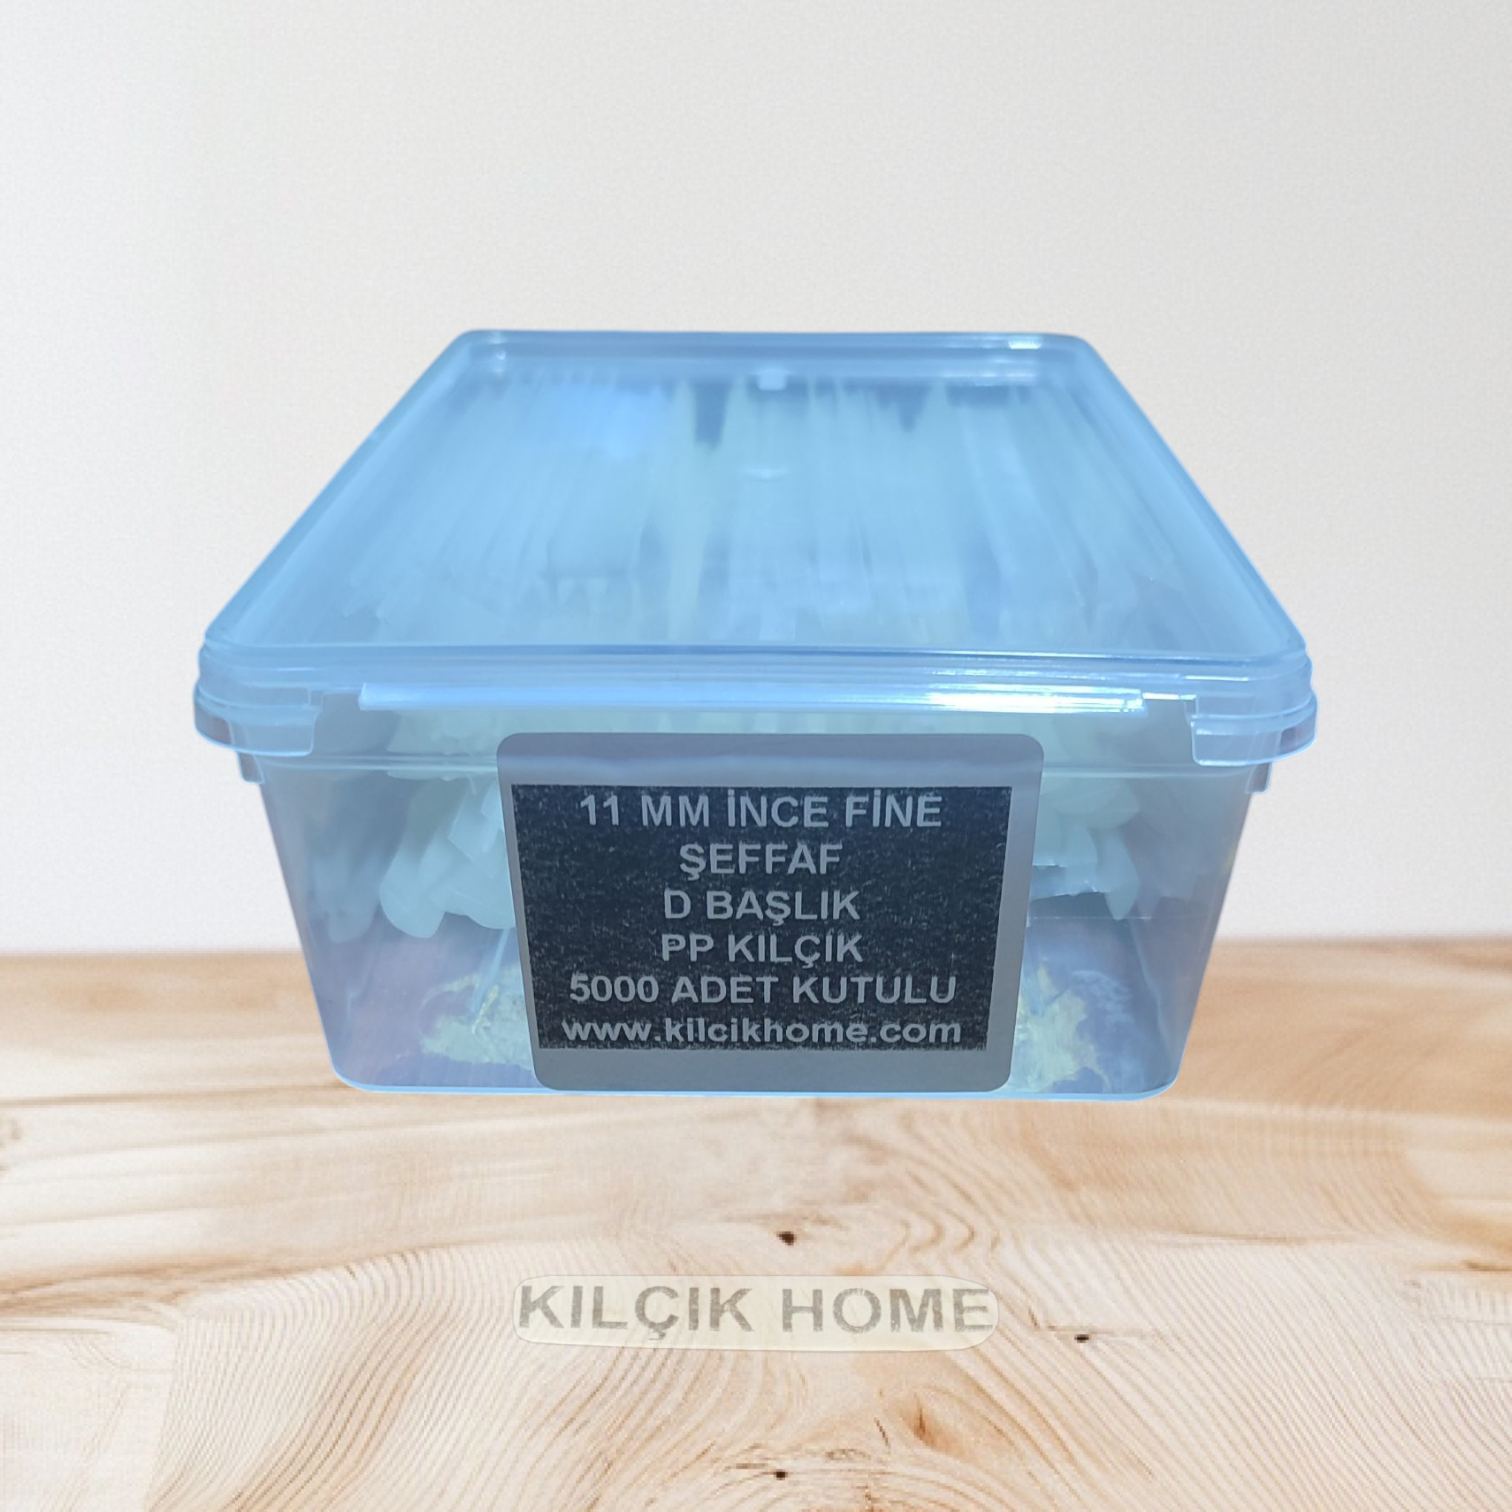 11 MM İNCE FİNE
ŞEFFAF
D BAŞLIK
PP KILÇIK
5000 ADET KUTULU
www.kilcikhome.com
KILÇIK HOME